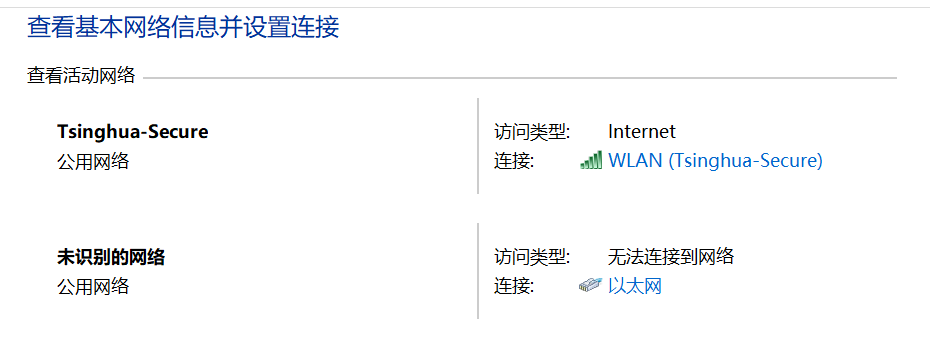 查看基本网络信息并设置连接
查看活动网络
Tsinghua-Secure
公用网络
访问类型: Internet
连接: WLAN (Tsinghua-Secure)
未识别的网络
公用网络
访问类型: 无法连接到网络
连接: 以太网